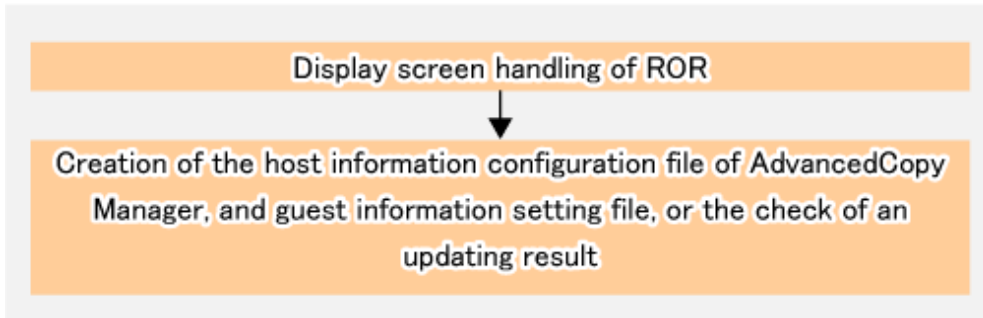 Display screen handling of ROR
Creation of the host information configuration file of AdvancedCopy
Manager, and guest information setting file, or the check of an
updating result